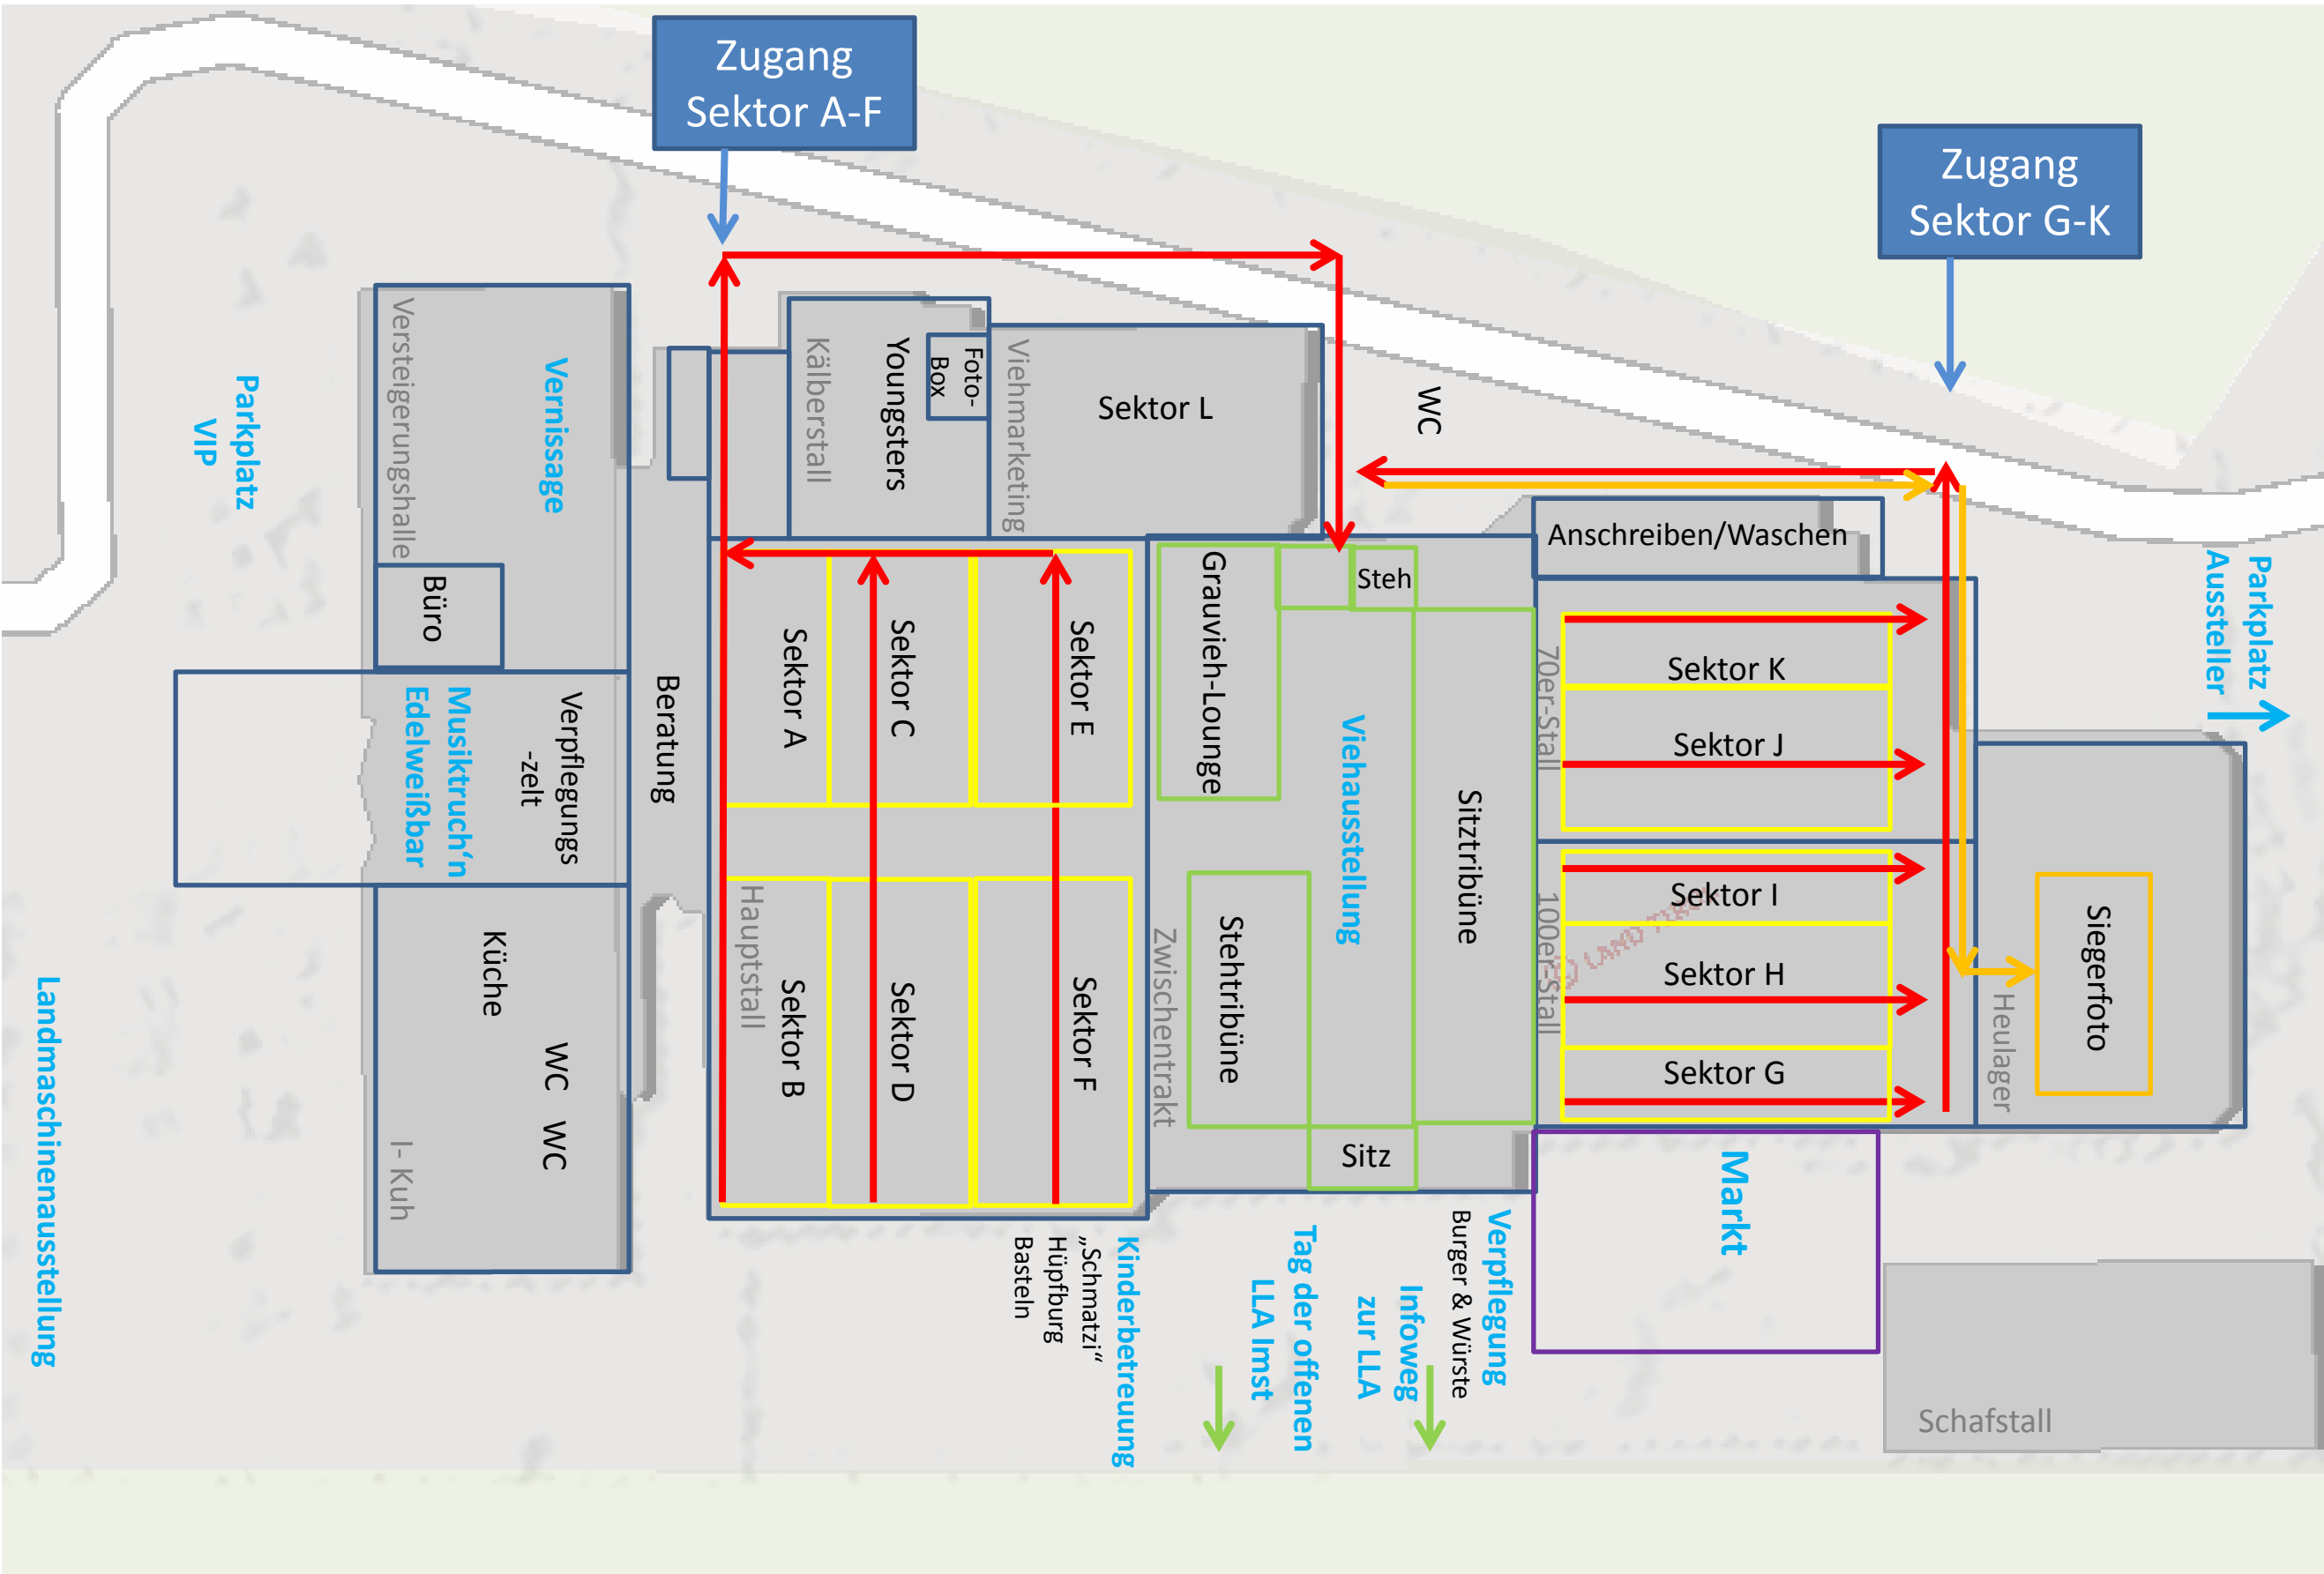 Zugang
Sektor A-F
Zugang
Sektor G-K
Parkplatz
VIP
Versteigerungshalle
Vernissage
Büro
Musiktruch‘n
Edelweißbar
Verpflegungs
-zelt
Beratung
Küche
WC WC
I- Kuh
Landmaschinenausstellung
Kälberstall
Youngsters
Foto-
Box
Viehmarketing
Sektor L
WC
Sektor A
Sektor C
Sektor E
Hauptstall
Sektor B
Sektor D
Sektor F
Grauvieh-Lounge
Steh
Viehausstellung
Sitztribüne
Stehtribüne
Zwischentrakt
Sitz
Anschreiben/Waschen
70er-Stall
Sektor K
Sektor J
100er-Stall
Sektor I
Sektor H
Sektor G
Heulager
Siegerfoto
Parkplatz
Aussteller
Markt
Schafstall
Kinderbetreuung
„Schmatzi“
Hüpfburg
Basteln
Tag der offenen
LLA Imst
Infoweg
zur LLA
Verpflegung
Burger & Würste